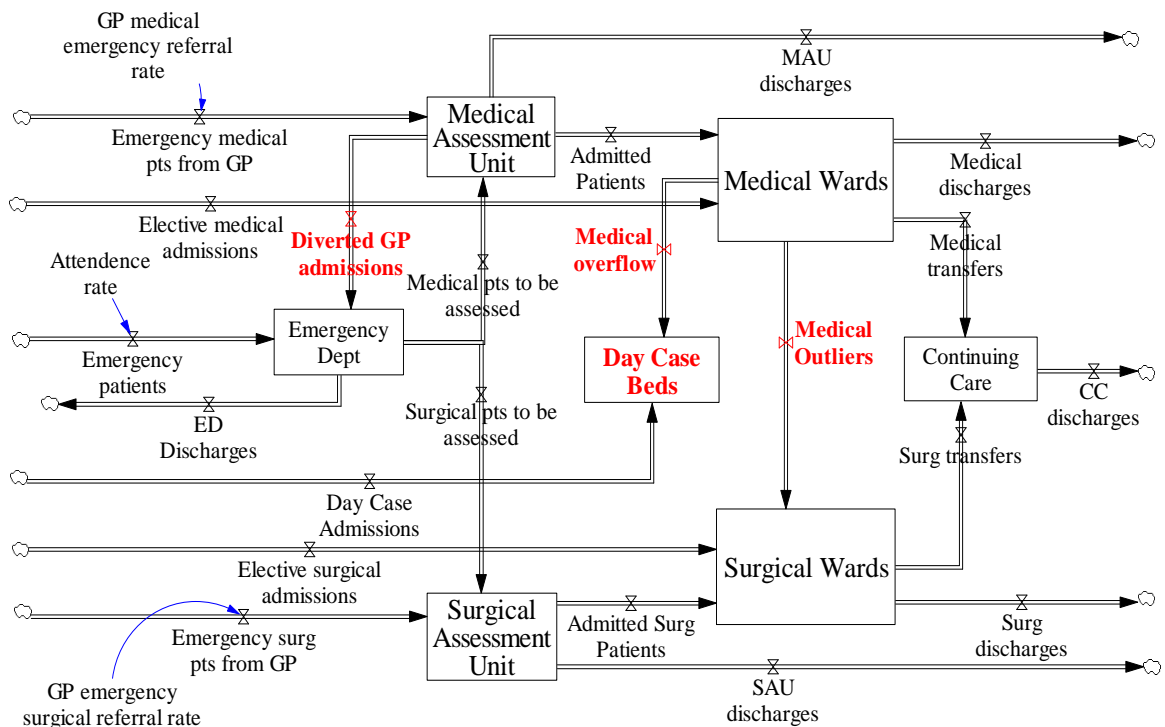 GP medical
emergency referral
rate
MAU
discharges
Medical
Assessment
Unit
Emergency medical
pts from GP
Admitted
Patients
Medical Wards
Medical
discharges
Elective medical
admissions
Diverted GP
admissions
Medical
overflow
Medical
transfers
Attendence
rate
Medical pts to be
assessed
Emergency
Dept
Emergency
patients
Day Case
Beds
Medical
Outliers
Continuing
Care
CC
discharges
ED
Discharges
Surgical pts to be
assessed
Surg transfers
Day Case
Admissions
Surgical Wards
Elective surgical
admissions
Surgical
Assessment
Unit
Emergency surg
pts from GP
Admitted Surg
Patients
Surg
discharges
GP emergency
surgical referral rate
SAU
discharges